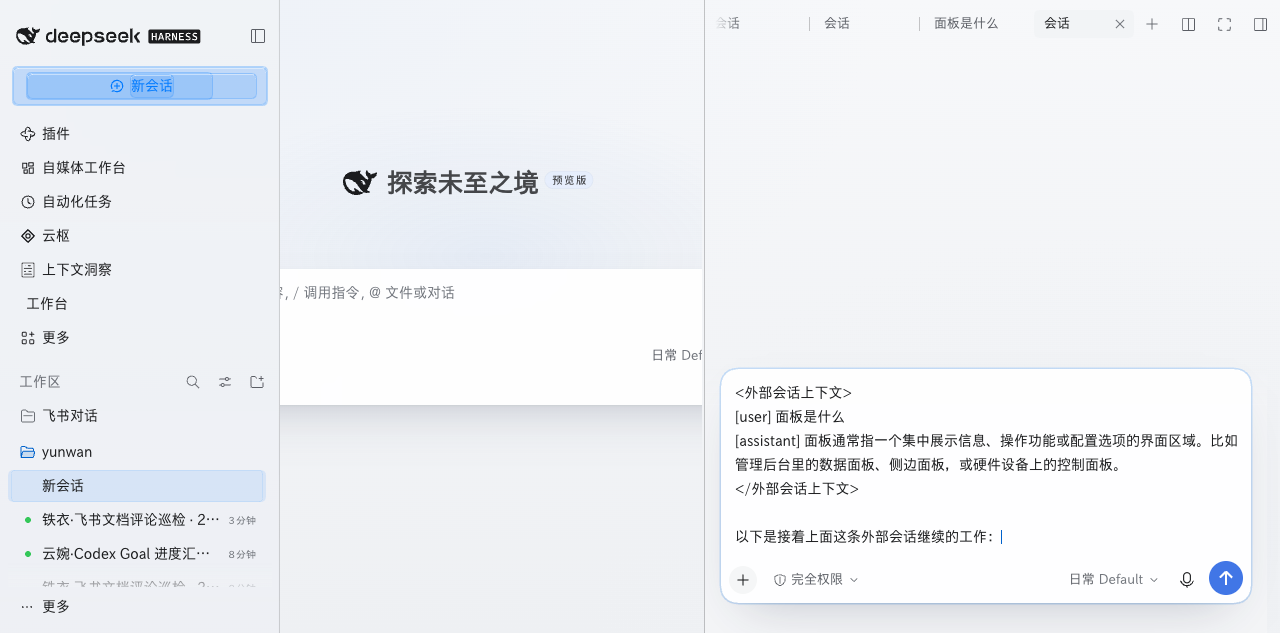 deepseek HARNESS
新会话
插件
自媒体工作台
自动化任务
云枢
上下文洞察
工作台
更多
工作区
飞书对话
yunwan
新会话
铁衣·飞书文档评论巡检 · 2··· 3 分钟
云婉·Codex Goal 进度汇··· 8 分钟
··· 更多
探索未至之境 预览版
, / 调用指令, @ 文件或对话
日常 Def
会话
会话
面板是什么
会话
<外部会话上下文>
[user] 面板是什么
[assistant] 面板通常指一个集中展示信息、操作功能或配置选项的界面区域。比如
管理后台里的数据面板、侧边面板，或硬件设备上的控制面板。
</外部会话上下文>
以下是接着上面这条外部会话继续的工作：
完全权限
日常 Default